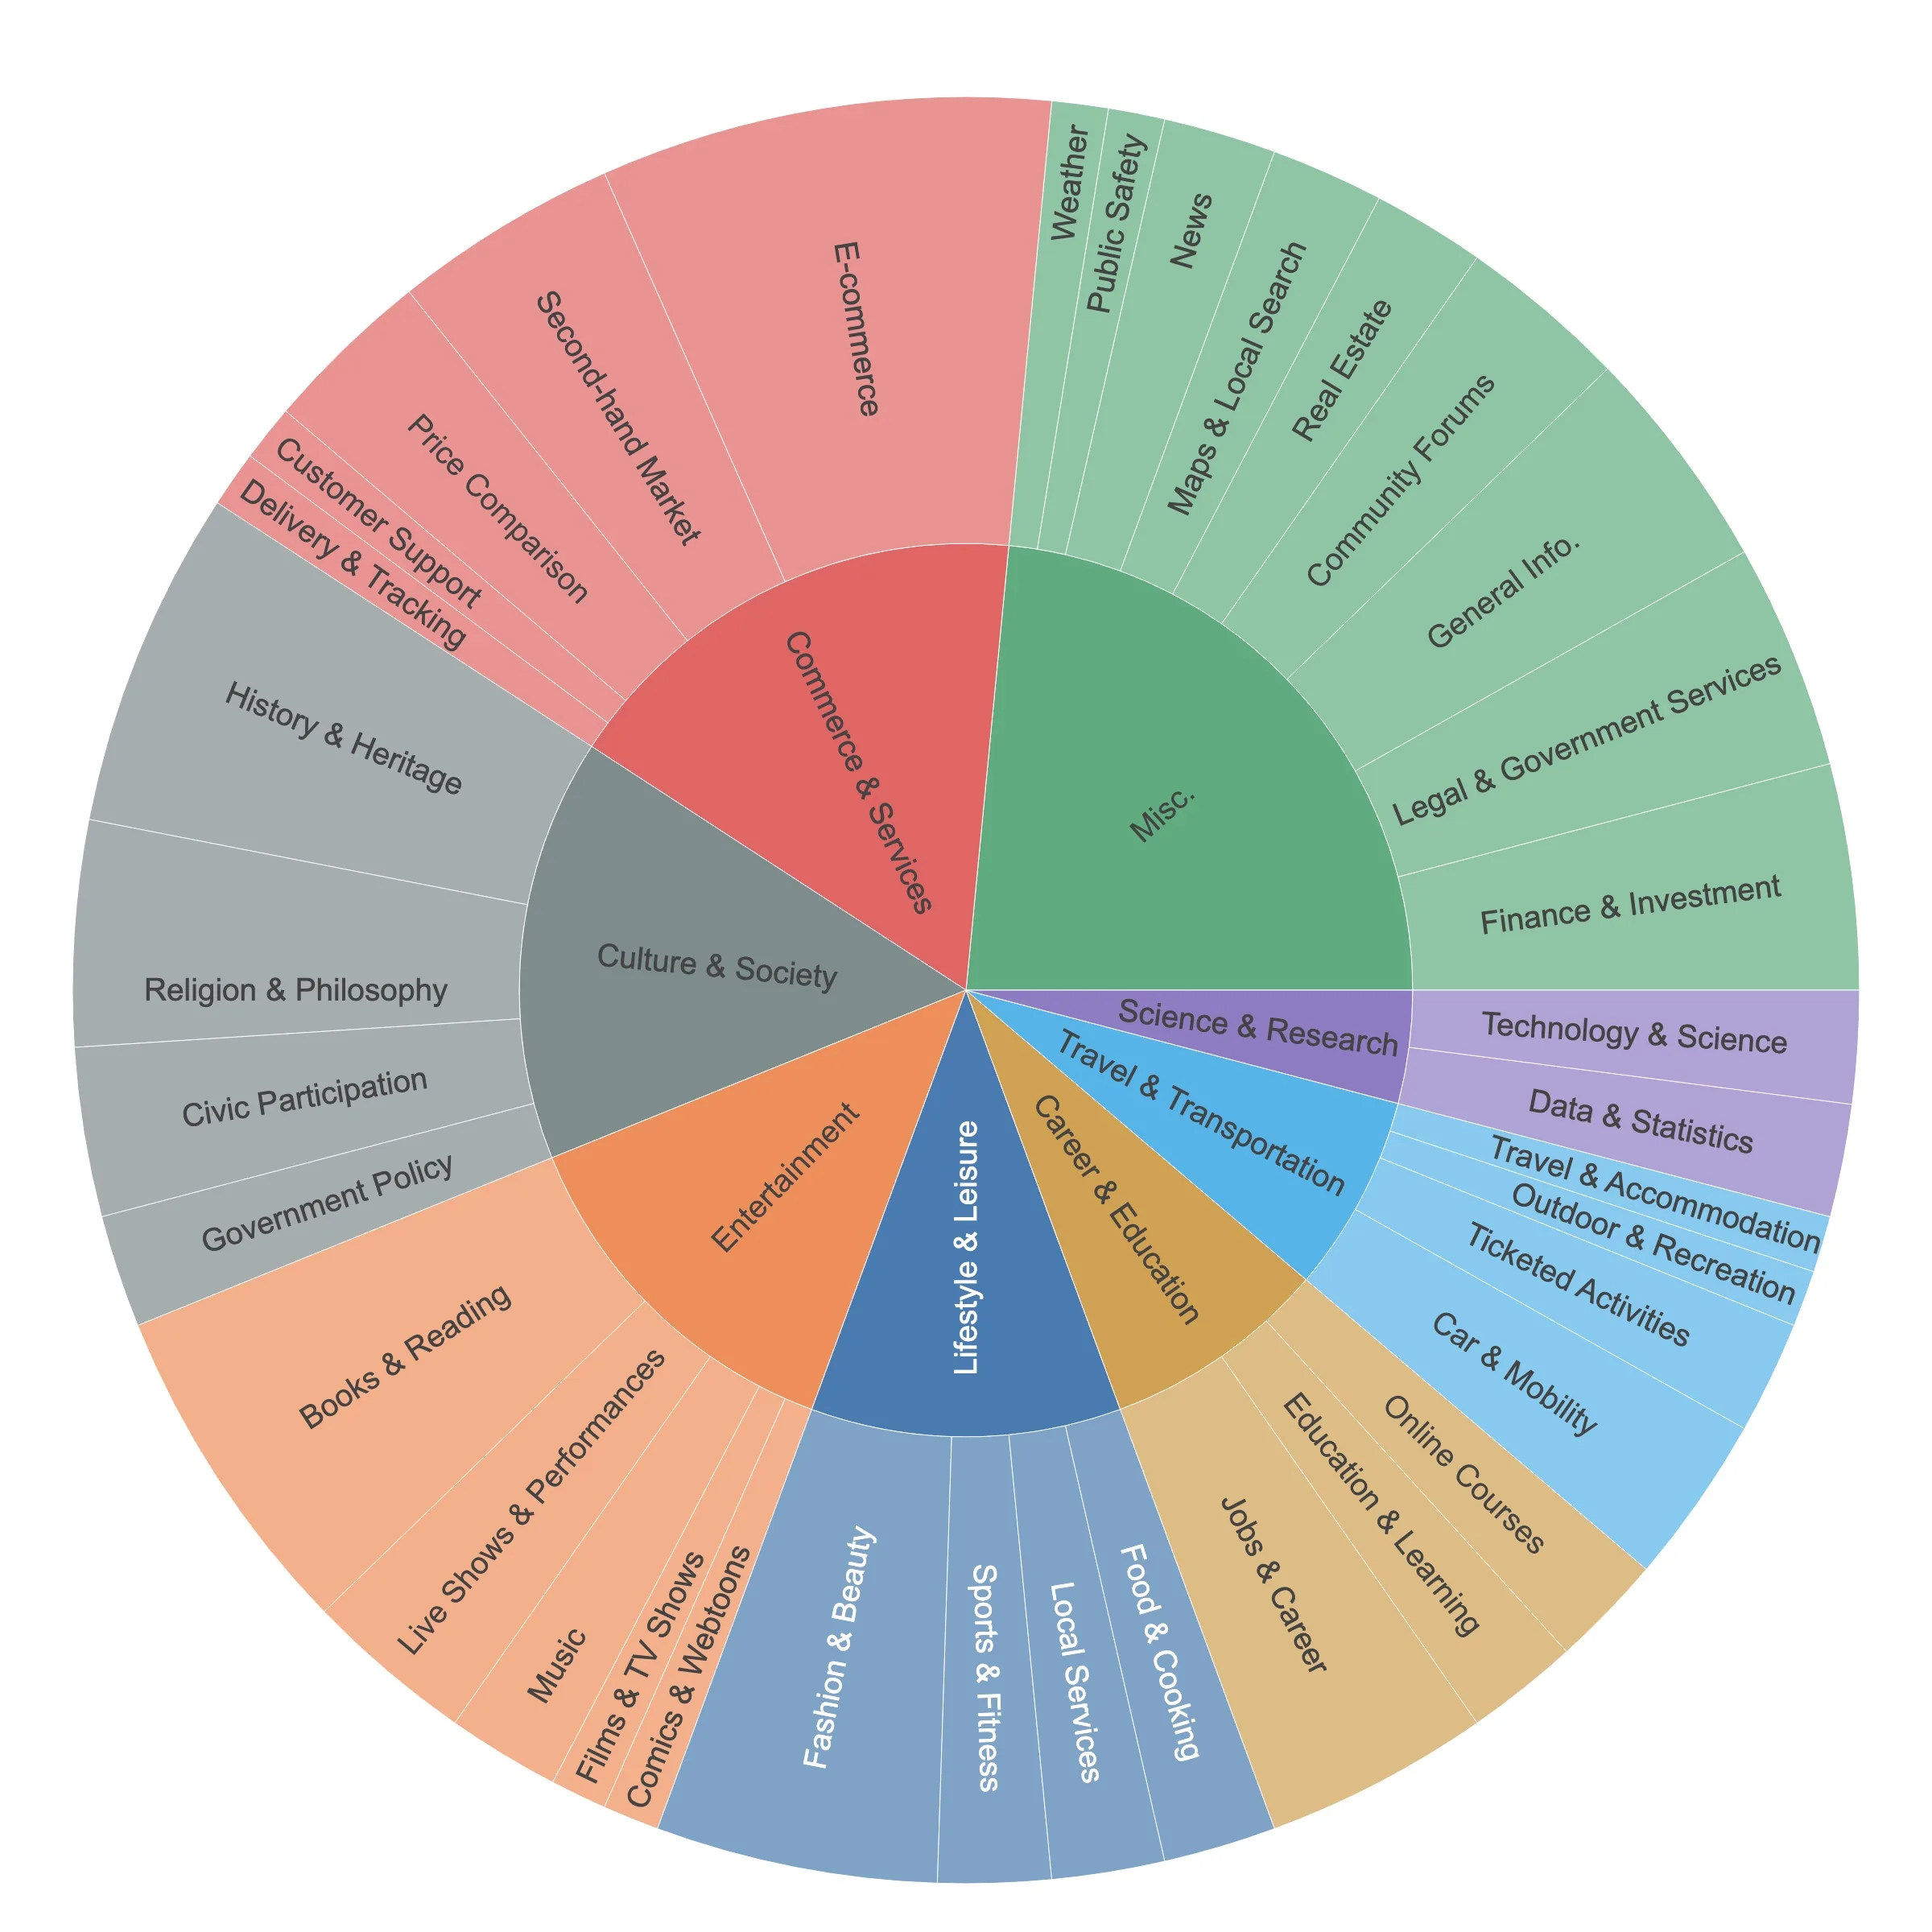 Weather
Public Safety
News
Maps & Local Search
Real Estate
Community Forums
General Info.
Legal & Government Services
Finance & Investment
Misc.
Technology & Science
Data & Statistics
Science & Research
Travel & Accommodation
Outdoor & Recreation
Ticketed Activities
Car & Mobility
Travel & Transportation
Online Courses
Education & Learning
Jobs & Career
Career & Education
Food & Cooking
Local Services
Sports & Fitness
Fashion & Beauty
Lifestyle & Leisure
Comics & Webtoons
Films & TV Shows
Music
Live Shows & Performances
Books & Reading
Entertainment
Government Policy
Civic Participation
Religion & Philosophy
History & Heritage
Culture & Society
Delivery & Tracking
Customer Support
Price Comparison
Second-hand Market
E-commerce
Commerce & Services